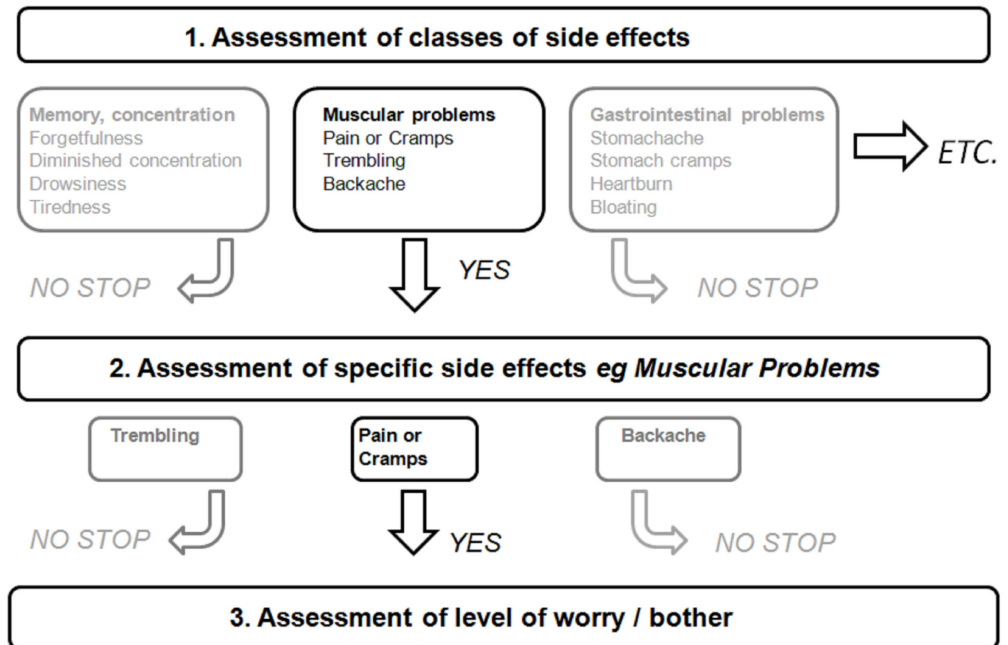 1. Assessment of classes of side effects
Memory, concentration
Forgetfulness
Diminished concentration
Drowsiness
Tiredness
Muscular problems
Pain or Cramps
Trembling
Backache
Gastrointestinal problems
Stomachache
Stomach cramps
Heartburn
Bloating
ETC.
NO STOP
YES
NO STOP
2. Assessment of specific side effects eg Muscular Problems
Trembling
Pain or
Cramps
Backache
NO STOP
YES
NO STOP
3. Assessment of level of worry / bother